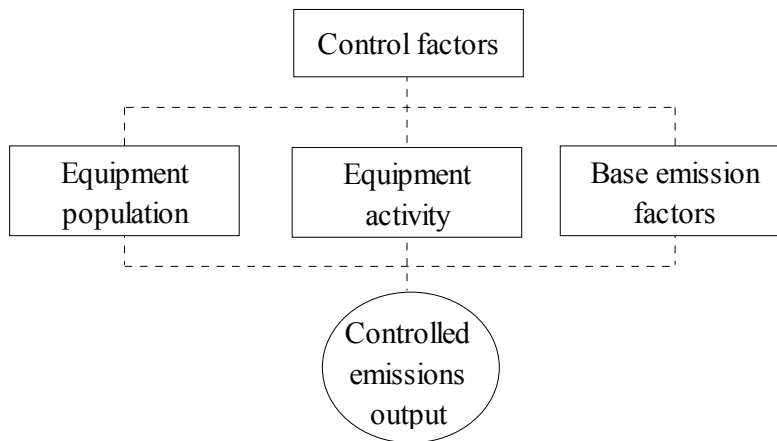 Control factors
Equipment
population
Equipment
activity
Base emission
factors
Controlled
emissions
output